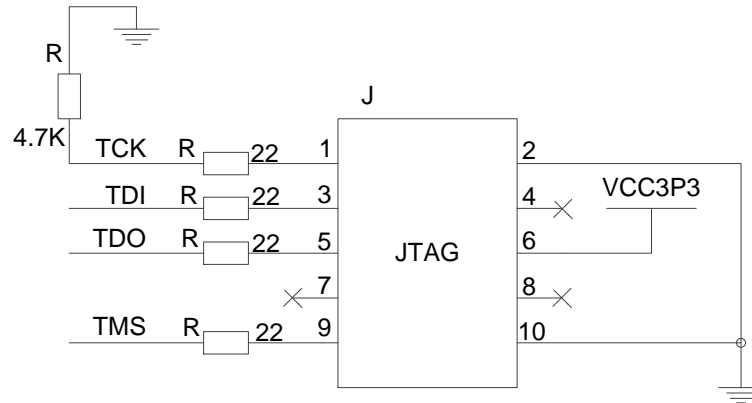 R
4.7K
J
TCK R 22 1 2
VCC3P3
TDI R 22 3 4
TDO R 22 5 JTAG 6
7 8
TMS R 22 9 10